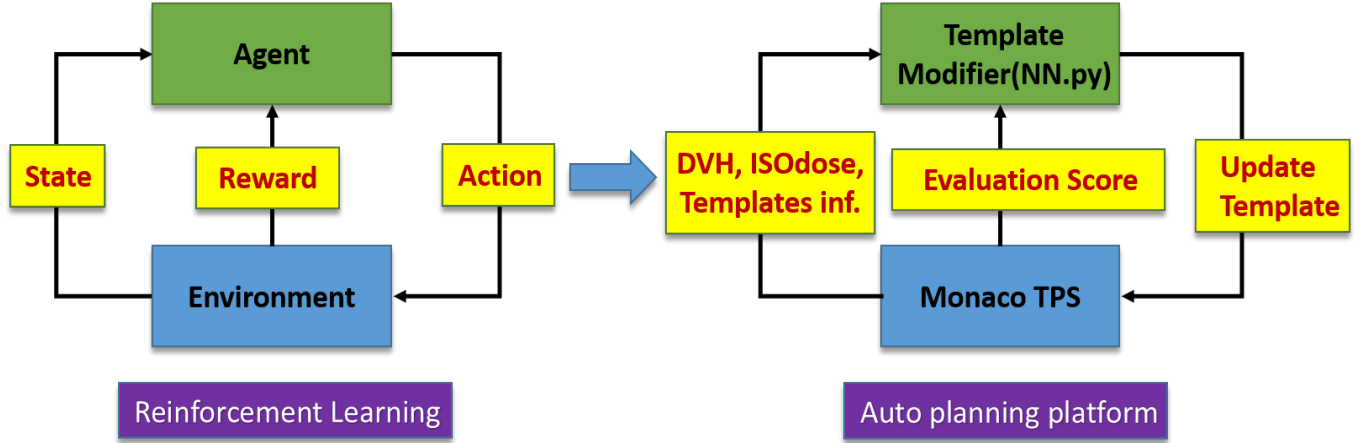 Agent
State
Reward
Action
Environment
Reinforcement Learning
Template
Modifier(NN.py)
DVH, ISOdose,
Templates inf.
Evaluation Score
Update
Template
Monaco TPS
Auto planning platform